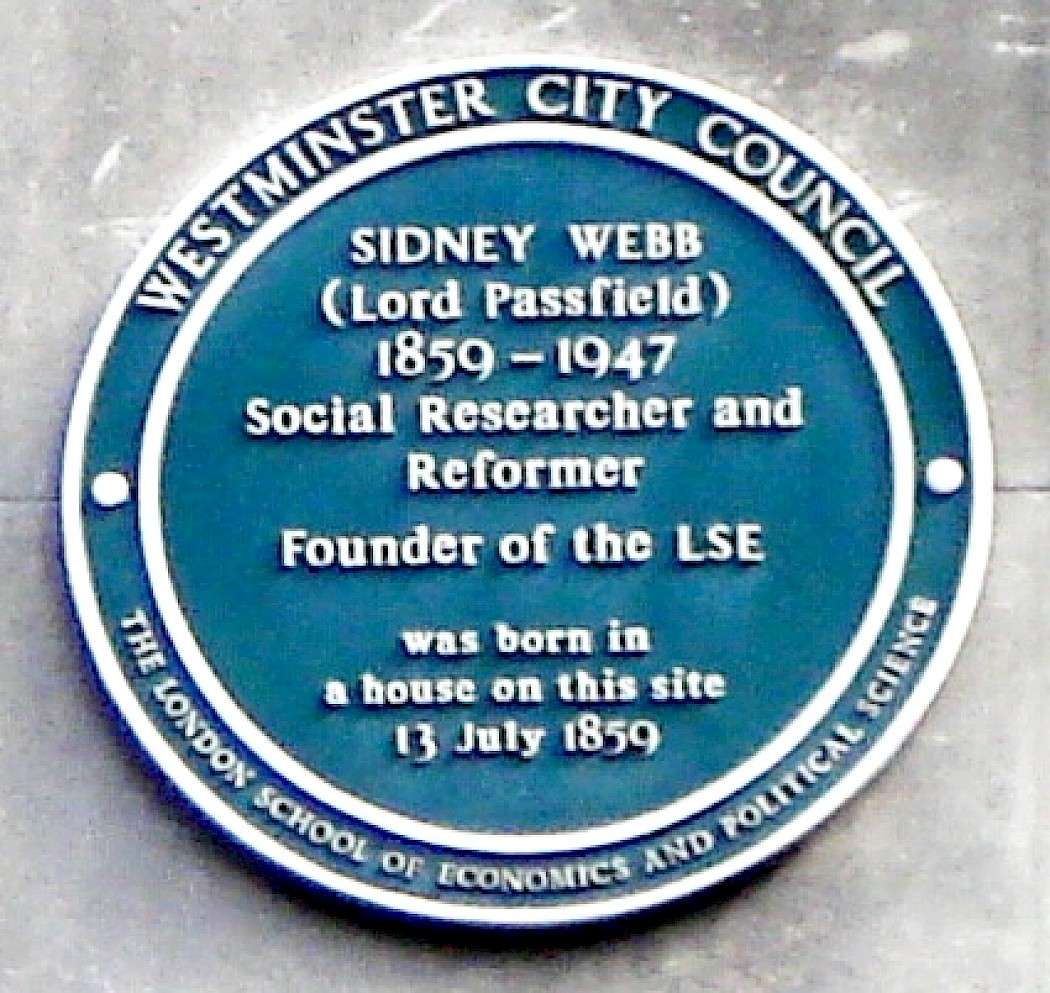 WESTMINSTER CITY COUNCIL
SIDNEY WEBB
(Lord Passfield)
1859 – 1947
Social Researcher and
Reformer
Founder of the LSE
was born in
a house on this site
13 July 1859
THE LONDON SCHOOL OF ECONOMICS AND POLITICAL SCIENCE